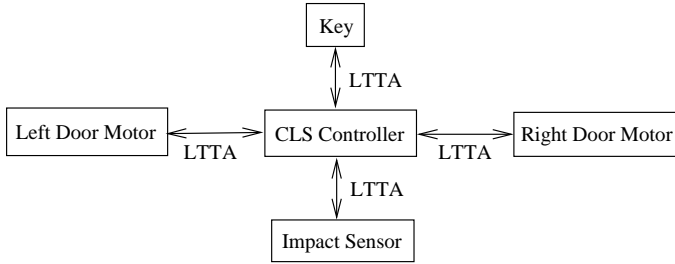 Key
LTTA
Left Door Motor
CLS Controller
Right Door Motor
LTTA
LTTA
LTTA
Impact Sensor